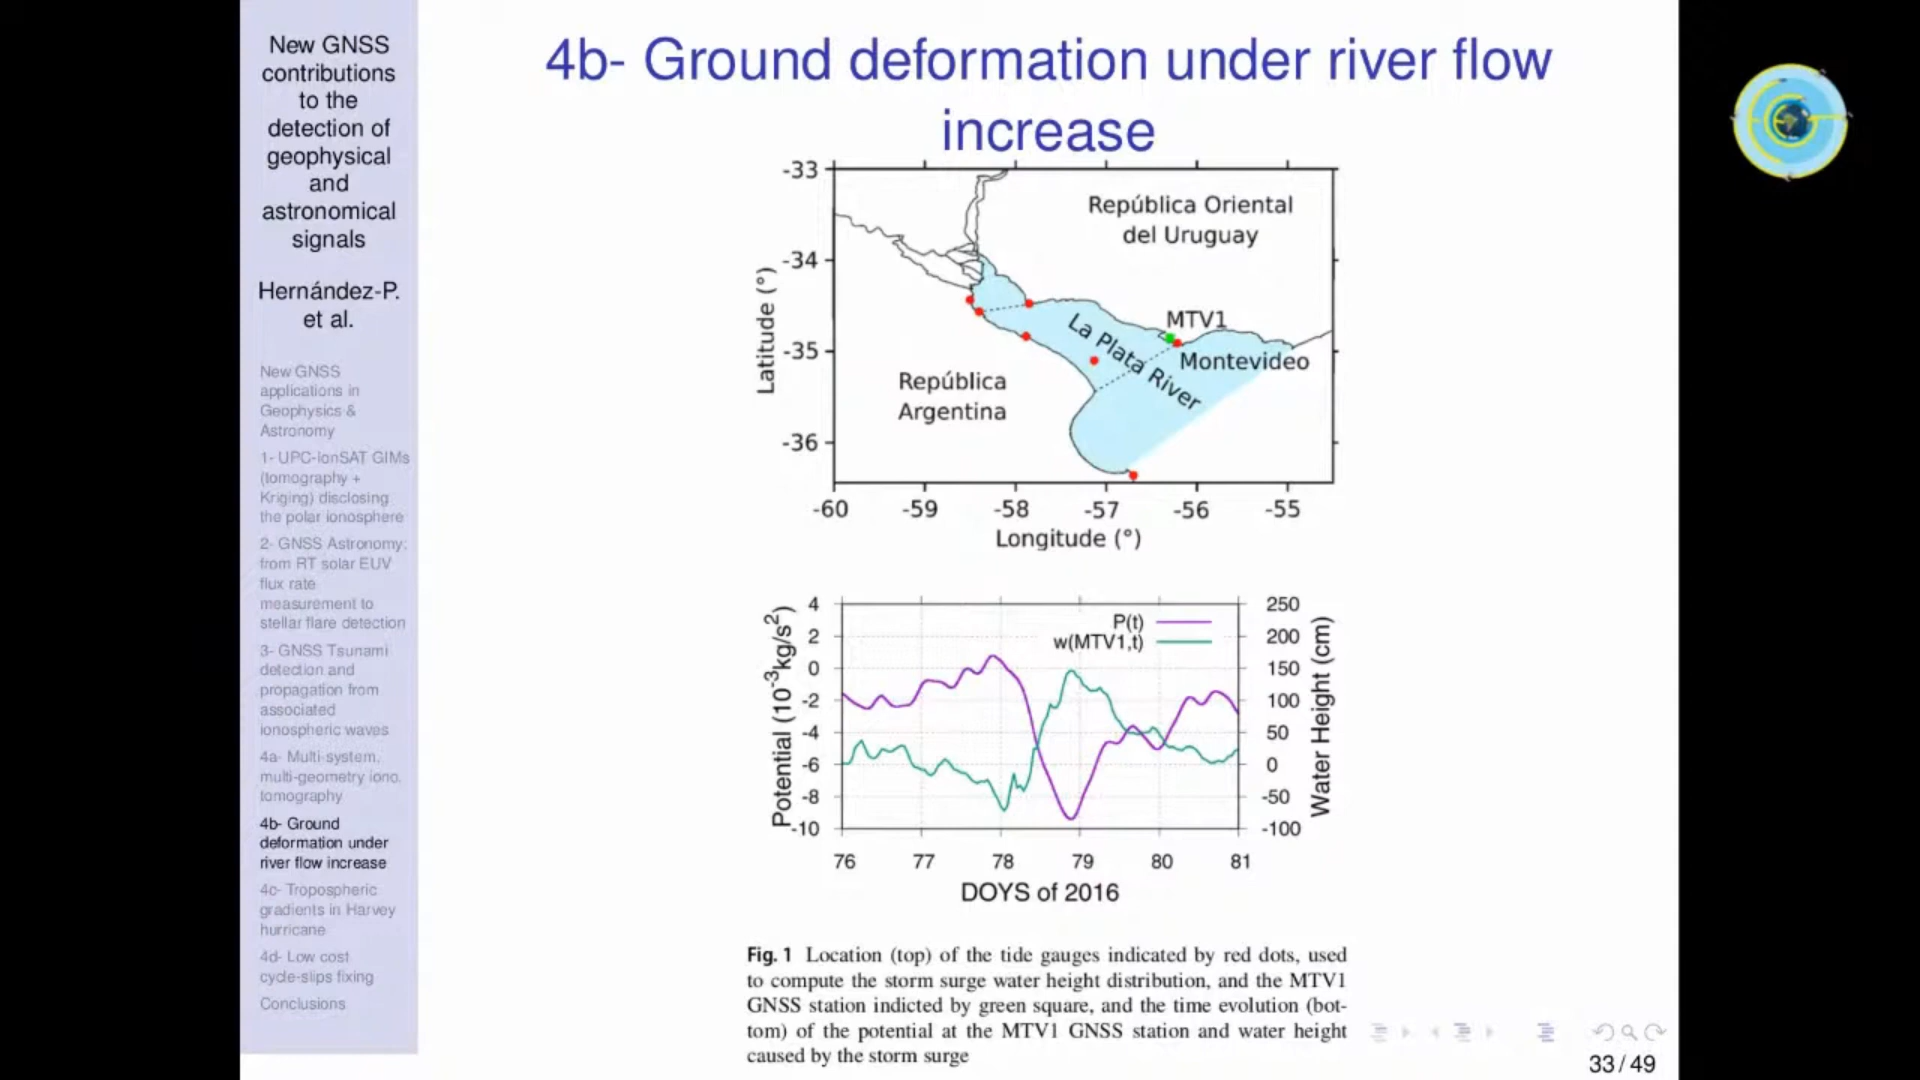 New GNSS
contributions
to the
detection of
geophysical
and
astronomical
signals
Hernández-P.
et al.
New GNSS
applications in
Geophysics &
Astronomy
1- UPC-IonSAT GIMs
(tomography +
Kriging) disclosing
the polar ionosphere
2- GNSS Astronomy:
from RT solar EUV
flux rate
measurement to
stellar flare detection
3- GNSS Tsunami
detection and
propagation from
associated
ionospheric waves
4a- Multi-system,
multi-geometry iono.
tomography
4b- Ground
deformation under
river flow increase
4c- Tropospheric
gradients in Harvey
hurricane
4d- Low cost
cycle-slips fixing
Conclusions
4b- Ground deformation under river flow
increase
-33
-34
-35
-36
Latitude (°)
República Oriental
del Uruguay
MTV1
Montevideo
La Plata River
República
Argentina
-60 -59 -58 -57 -56 -55
Longitude (°)
Potential (10-3kg/s2)
4
2
0
-2
-4
-6
-8
-10
P(t)
w(MTV1,t)
250
200
150
100
50
0
-50
-100
Water Height (cm)
76 77 78 79 80 81
DOYS of 2016
Fig. 1 Location (top) of the tide gauges indicated by red dots, used
to compute the storm surge water height distribution, and the MTV1
GNSS station indicted by green square, and the time evolution (bot-
tom) of the potential at the MTV1 GNSS station and water height
caused by the storm surge
33 / 49